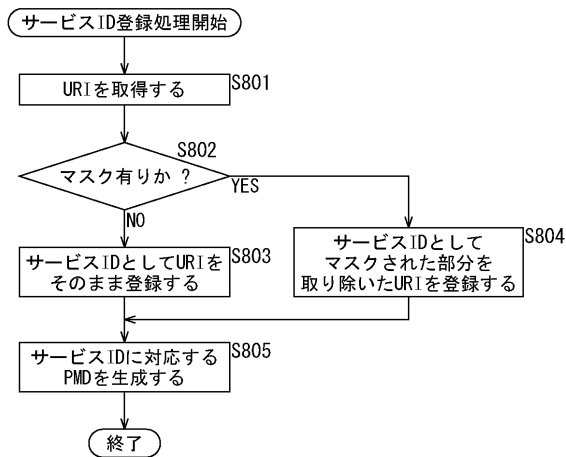 サービスID登録処理開始
URIを取得する
S801
S802
マスク有りか ?
YES
NO
サービスIDとしてURIを
そのまま登録する
S803
サービスIDとして
マスクされた部分を
取り除いたURIを登録する
S804
サービスIDに対応する
PMDを生成する
S805
終了